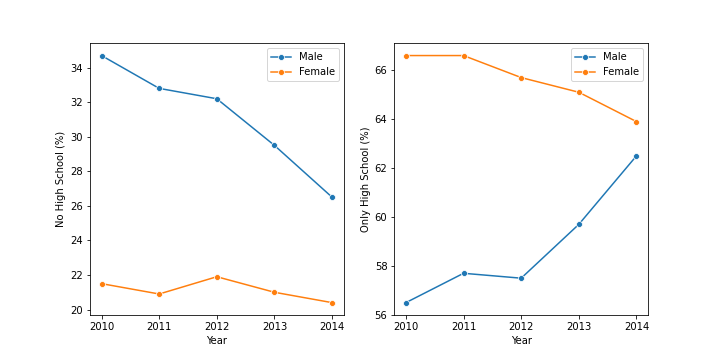 Male
Female
34
32
30
28
26
24
22
20
No High School (%)
2010 2011 2012 2013 2014
Year
Male
Female
66
64
62
60
58
56
Only High School (%)
2010 2011 2012 2013 2014
Year